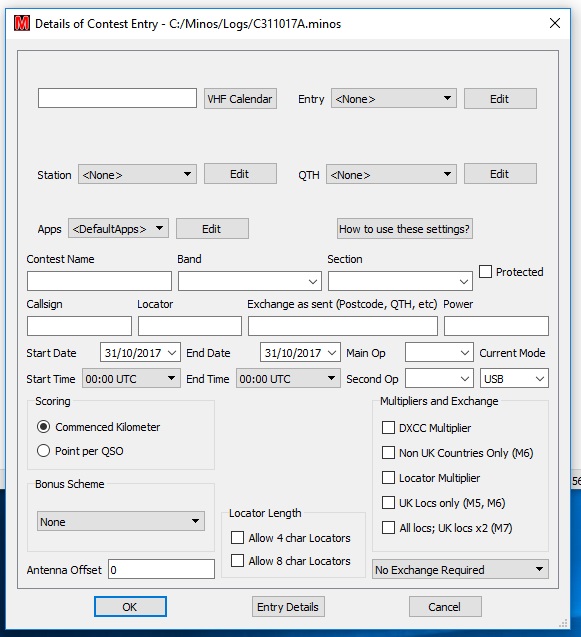 M Details of Contest Entry - C:/Minos/Logs/C311017A.minos
VHF Calendar Entry <None> Edit
Station <None> Edit QTH <None> Edit
Apps <DefaultApps> Edit How to use these settings?
Contest Name Band Section
Protected
Callsign Locator Exchange as sent (Postcode, QTH, etc) Power
Start Date 31/10/2017 End Date 31/10/2017 Main Op Current Mode
Start Time 00:00 UTC End Time 00:00 UTC Second Op USB
Scoring
Commenced Kilometer
Point per QSO
Bonus Scheme
None
Antenna Offset 0
Locator Length
Allow 4 char Locators
Allow 8 char Locators
Multipliers and Exchange
DXCC Multiplier
Non UK Countries Only (M6)
Locator Multiplier
UK Locs only (M5, M6)
All locs; UK locs x2 (M7)
No Exchange Required
OK Entry Details Cancel
56